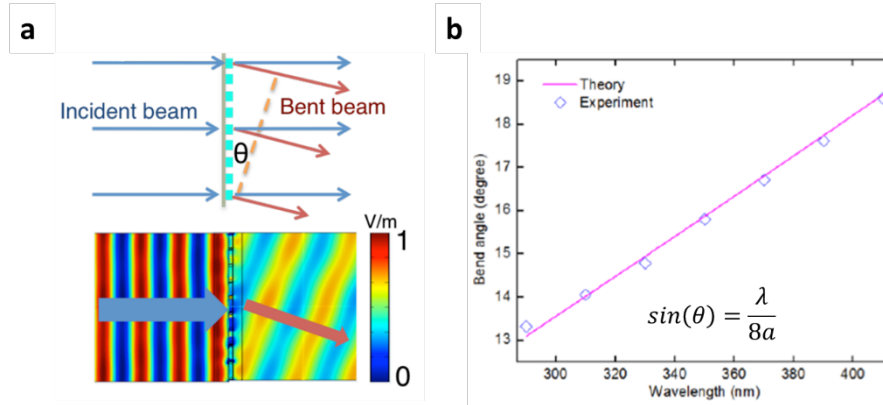 a
Incident beam
Bent beam
θ
V/m
1
0
b
19
18
17
16
15
14
13
Bend angle (degree)
Theory
Experiment
sin(θ) = λ/8a
300
320
340
360
380
400
Wavelength (nm)